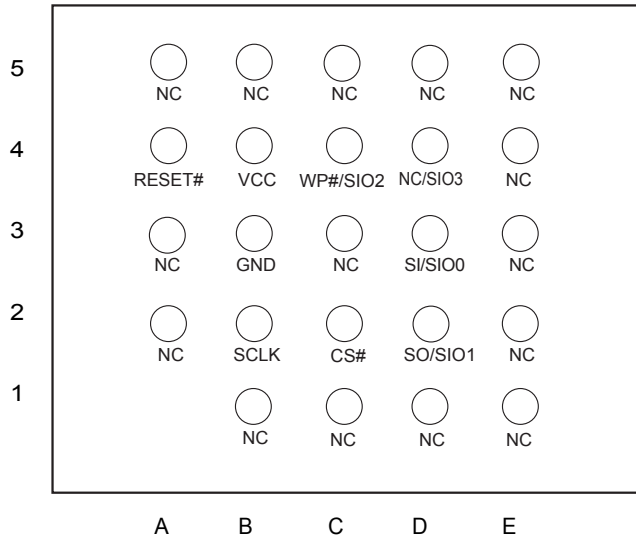 5
NC NC NC NC NC
4
RESET# VCC WP#/SIO2 NC/SIO3 NC
3
NC GND NC SI/SIO0 NC
2
NC SCLK CS# SO/SIO1 NC
1
NC NC NC NC
A B C D E